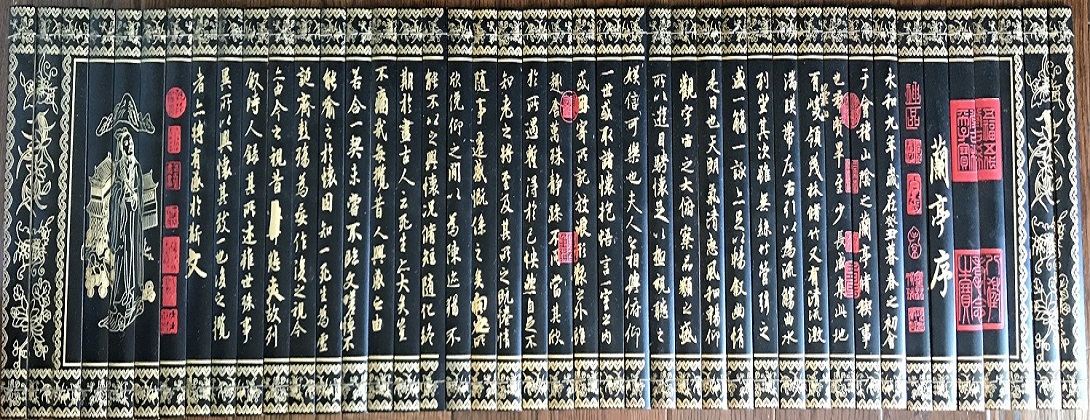 蘭亭序
永和九年歲在癸丑暮春之初會
于會稽山陰之蘭亭脩稧事
也群賢畢至少長咸集此地
有崇山峻領茂林脩竹又有清流激
湍暎帶左右引以為流觴曲水
列坐其次雖無絲竹管弦之
盛一觴一詠亦足以暢敘幽情
是日也天朗氣清惠風和暢仰
觀宇宙之大俯察品類之盛
所以遊目騁懷足以極視聽之
娛信可樂也夫人之相與俯仰
一世或取諸懷抱悟言一室之內
或因寄所託放浪形骸之外雖
趣舍萬殊靜躁不同當其欣
於所遇蹔得於己快然自足不
知老之將至及其所之既惓情
隨事遷感慨係之矣向之所
欣俛仰之間以為陳迹猶不
能不以之興懷況脩短隨化終
期於盡古人云死生亦大矣豈
不痛哉每攬昔人興感之由
若合一契未嘗不臨文嗟悼不
能喻之於懷固知一死生為虛
誕齊彭殤為妄作後之視今
亦由今之視昔悲夫故列
敘時人錄其所述雖世殊事
異所以興懷其致一也後之攬
者亦將有感於斯文